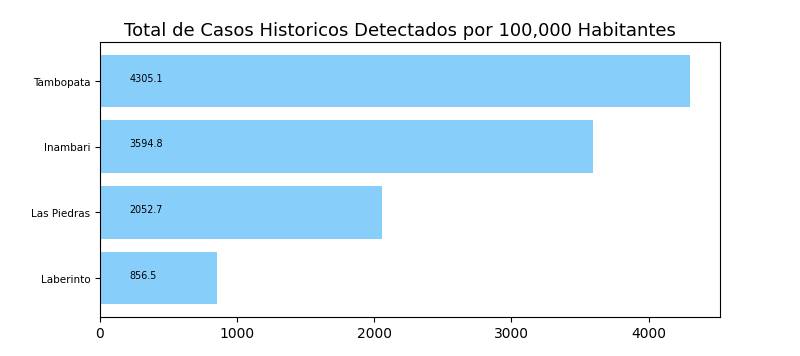 Total de Casos Historicos Detectados por 100,000 Habitantes
Tambopata 4305.1
Inambari 3594.8
Las Piedras 2052.7
Laberinto 856.5
0 1000 2000 3000 4000